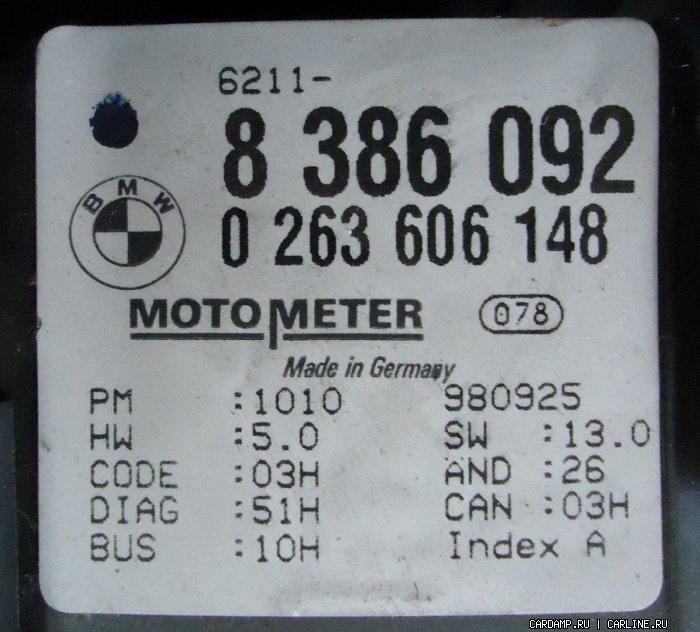 6211-
8 386 092
BMW
0 263 606 148
MOTOMETER 078
Made in Germany
PM :1010 980925
HW :5.0 SW :13.0
CODE :03H AND :26
DIAG :51H CAN :03H
BUS :10H Index A
CARDAMP.RU | CARLINE.RU